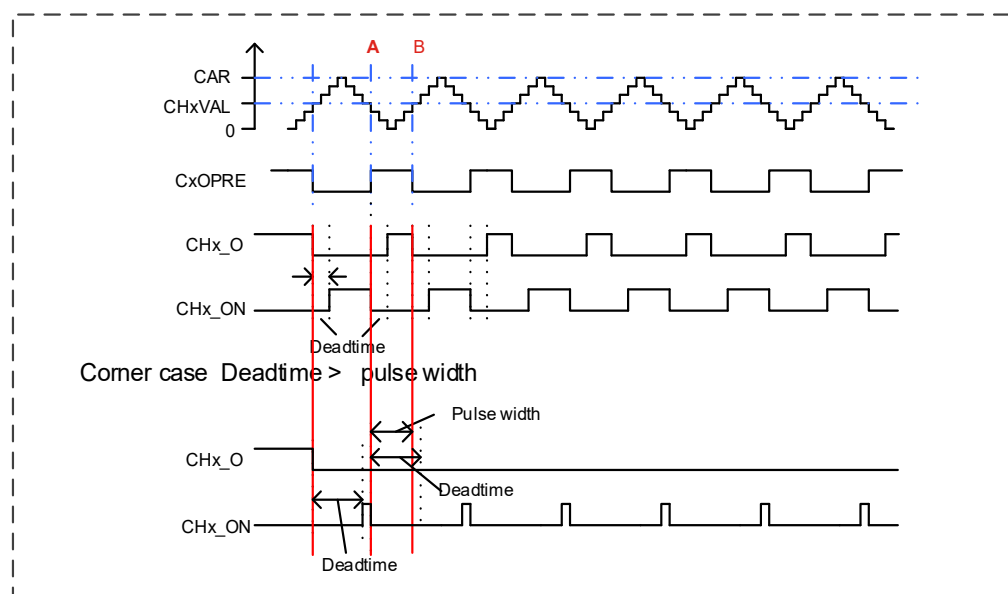 A B
CAR
CHxVAL
0
CxOPRE
CHx_O
CHx_ON
Deadtime
Corner case Deadtime > pulse width
Pulse width
CHx_O
Deadtime
CHx_ON
Deadtime